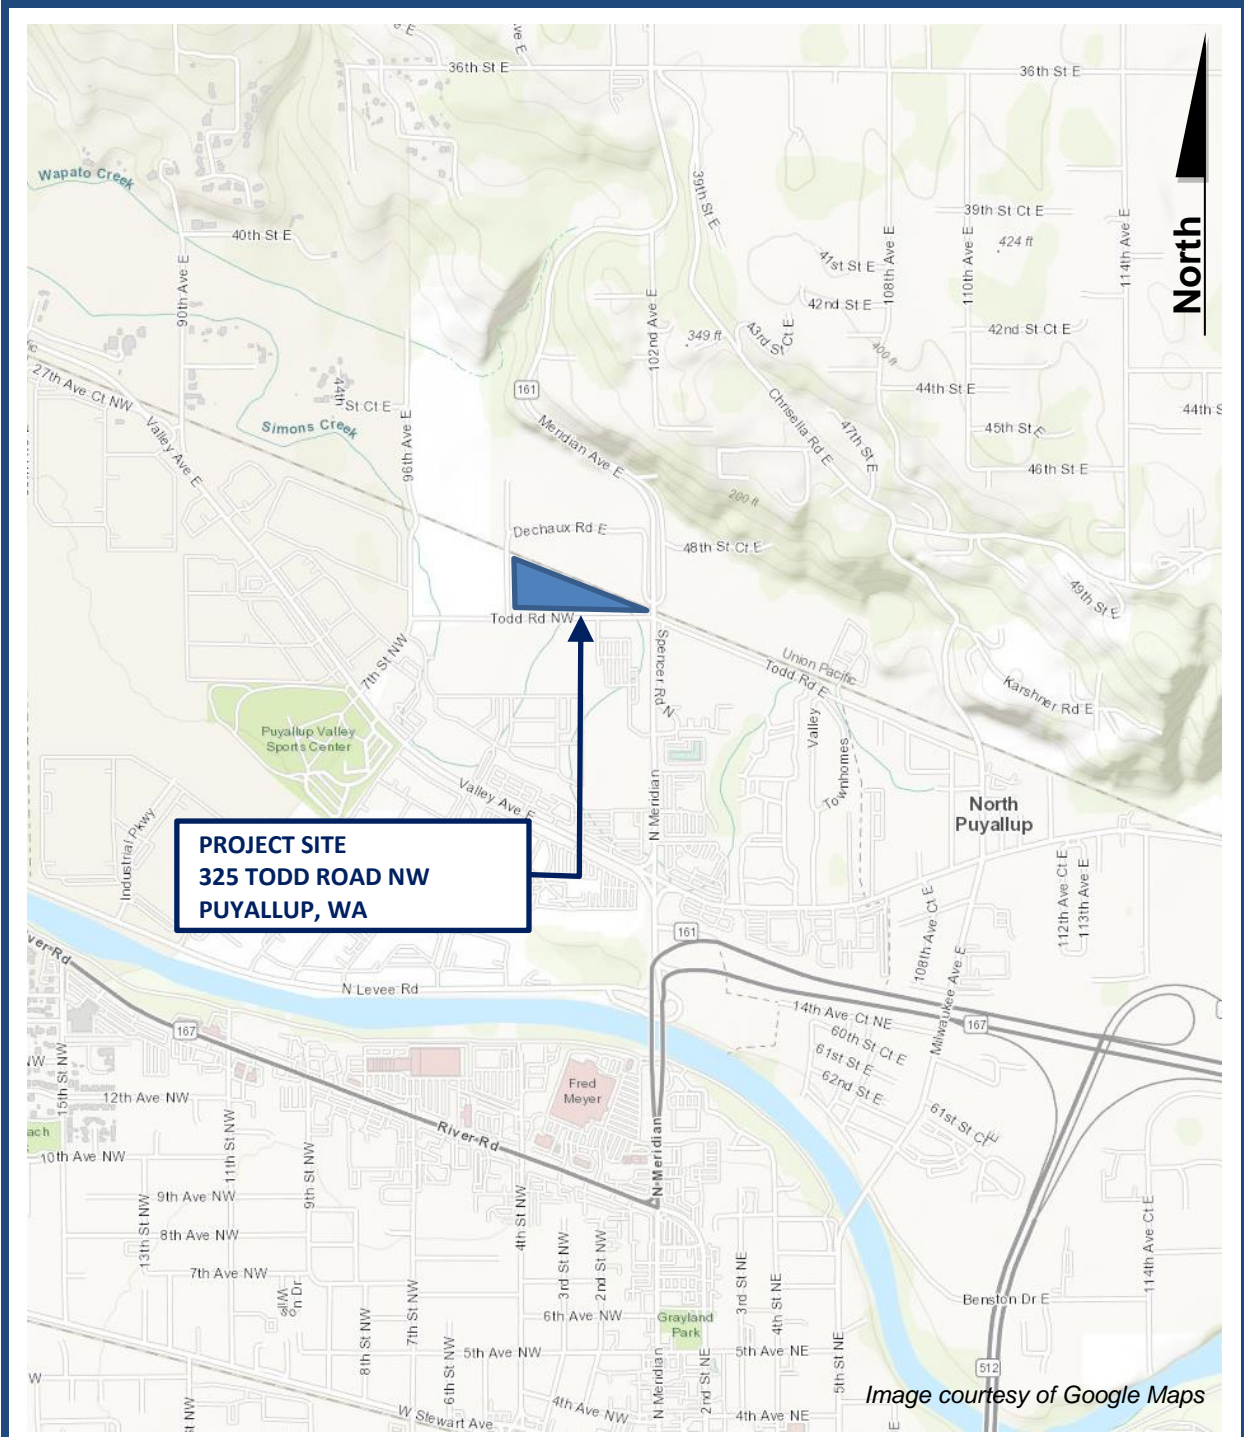 36th St E
36th St E
Wapato Creek
39th St E
39th St Ct E
424 ft
40th St E
90th Ave E
41st St E
108th Ave E
110th Ave E
114th Ave E
North
42nd St E
102nd Ave E
349 ft
43rd St Ct E
42nd St Ct E
400 ft
27th Ave Ct NW
44th
St Ct E
161
44th St E
44th S
Simons Creek
Valley Ave E
96th Ave E
Meridian Ave E
Chrisella Rd E
47th St E
45th St E
46th St E
200 ft
Dechaux Rd E
48th St Ct E
49th St E
Todd Rd NW
7th St NW
Spencer Rd N
Union Pacific
Todd Rd E
Karshner Rd E
Puyallup Valley
Sports Center
Valley
Townhomes
Valley Ave E
N Meridian
North
Puyallup
Industrial Pkwy
PROJECT SITE
325 TODD ROAD NW
PUYALLUP, WA
112th Ave Ct E
113th Ave E
108th Ave Ct E
161
ver Rd
N Levee Rd
Milwaukee Ave E
14th Ave Ct NE
167
167
60th St Ct E
61st St E
62nd St E
61st St Ct E
NW
15th St NW
12th Ave NW
Fred
Meyer
ach
10th Ave NW
11th St NW
River Rd
N Meridian
9th St NW
9th Ave NW
13th St NW
8th Ave NW
4th St NW
3rd St NW
2nd St NW
3rd St NE
4th St NE
114th Ave Ct E
7th Ave NW
Wilson Dr
6th Ave NW
Grayland
Park
Benston Dr E
8th St NW
7th St NW
6th St NW
5th Ave NW
5th Ave NE
5th St NE
512
W
N Meridian
2nd St NE
4th Ave NW
4th Ave NE
W Stewart Ave
St NW
E
Image courtesy of Google Maps